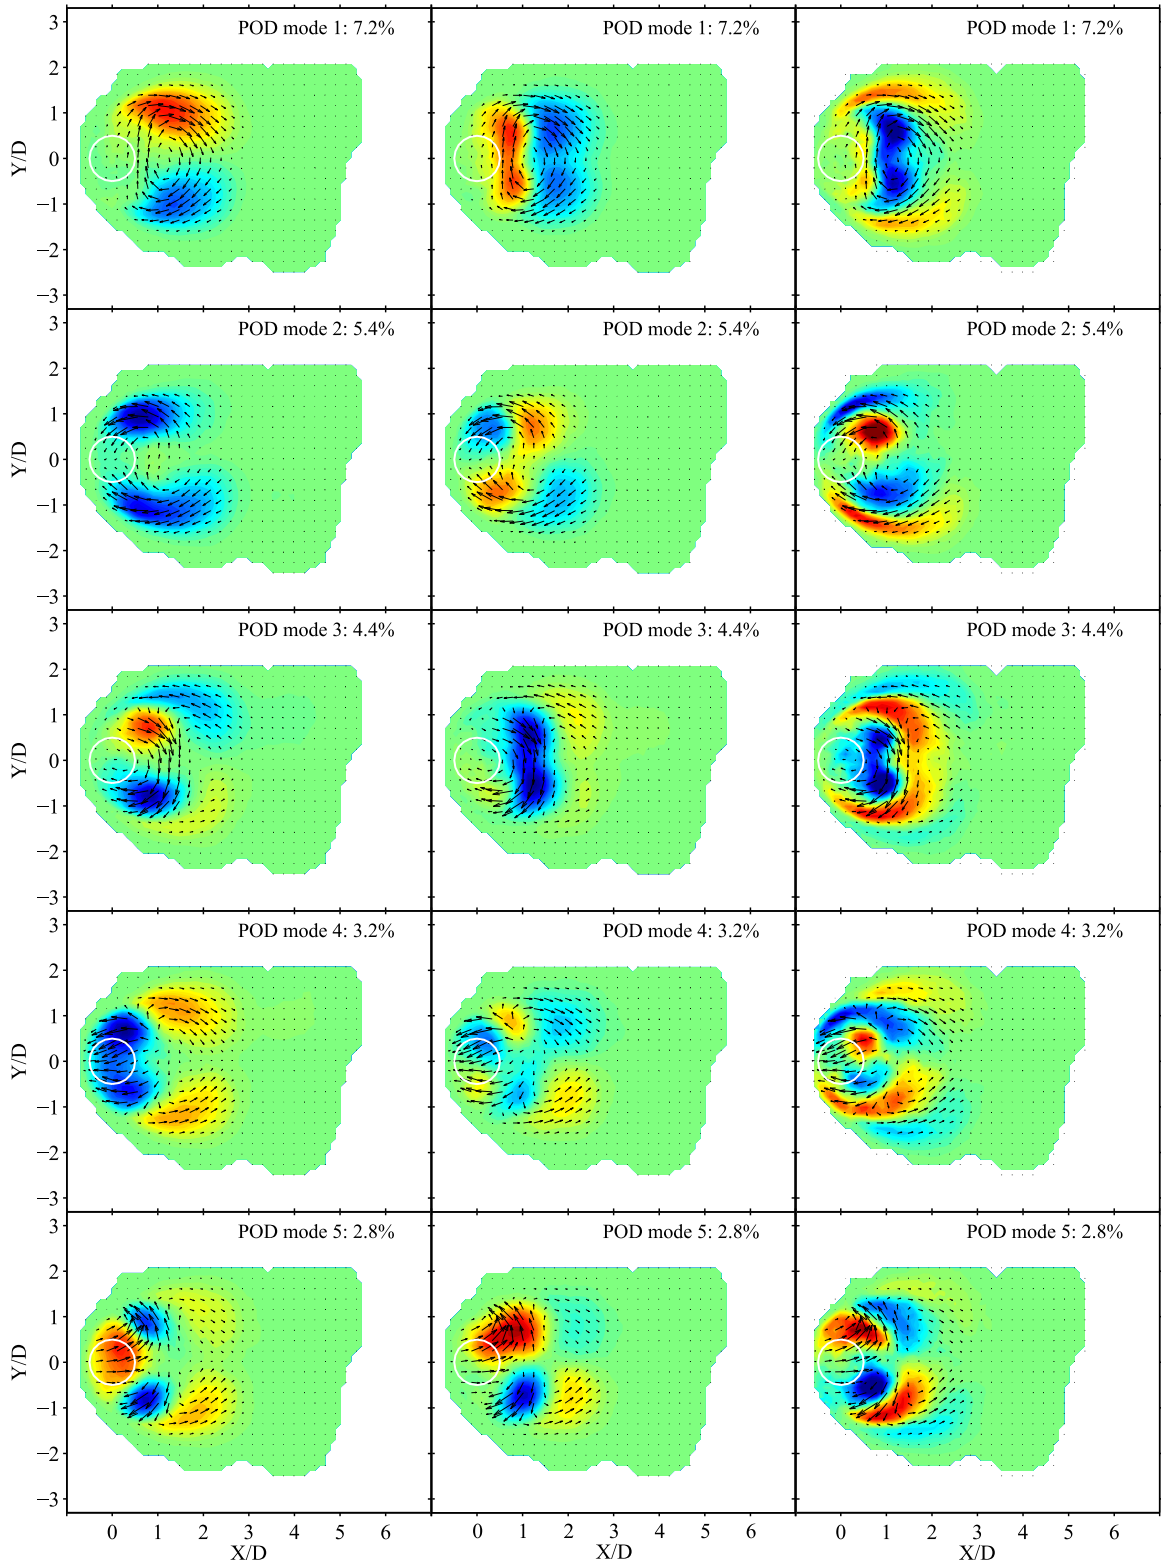 3 POD mode 1: 7.2% POD mode 1: 7.2% POD mode 1: 7.2%
2
1
Y/D 0
−1
−2
−3
3 POD mode 2: 5.4% POD mode 2: 5.4% POD mode 2: 5.4%
2
1
Y/D 0
−1
−2
−3
3 POD mode 3: 4.4% POD mode 3: 4.4% POD mode 3: 4.4%
2
1
Y/D 0
−1
−2
−3
3 POD mode 4: 3.2% POD mode 4: 3.2% POD mode 4: 3.2%
2
1
Y/D 0
−1
−2
−3
3 POD mode 5: 2.8% POD mode 5: 2.8% POD mode 5: 2.8%
2
1
Y/D 0
−1
−2
−3
0 1 2 3 4 5 6 0 1 2 3 4 5 6 0 1 2 3 4 5 6
X/D X/D X/D